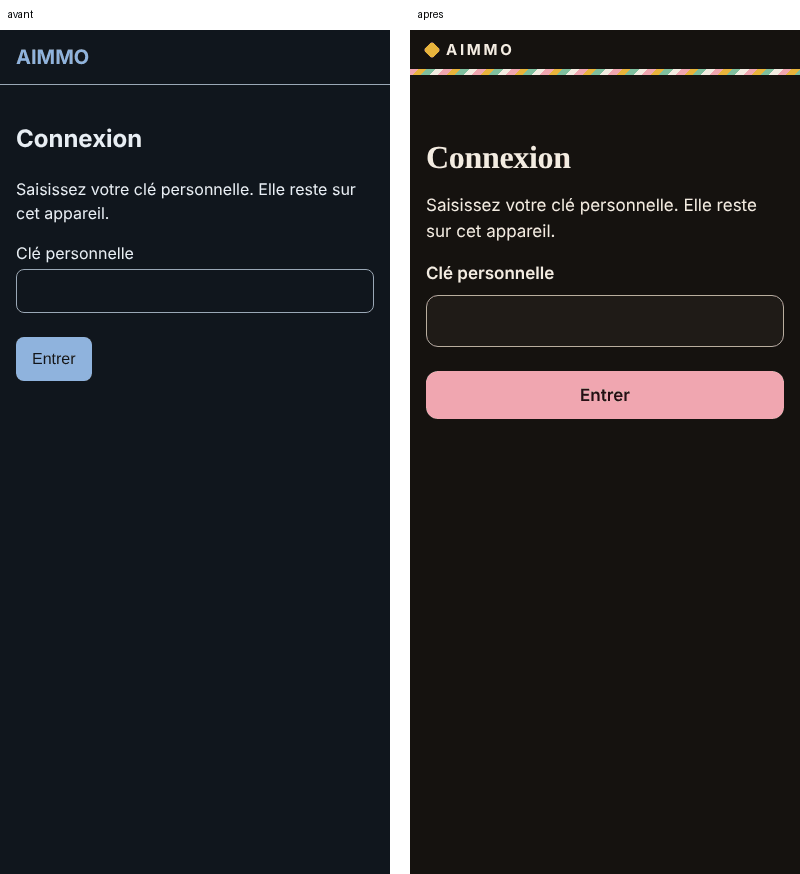 avant
AIMMO
Connexion
Saisissez votre clé personnelle. Elle reste sur
cet appareil.
Clé personnelle
Entrer
apres
AIMMO
Connexion
Saisissez votre clé personnelle. Elle reste
sur cet appareil.
Clé personnelle
Entrer